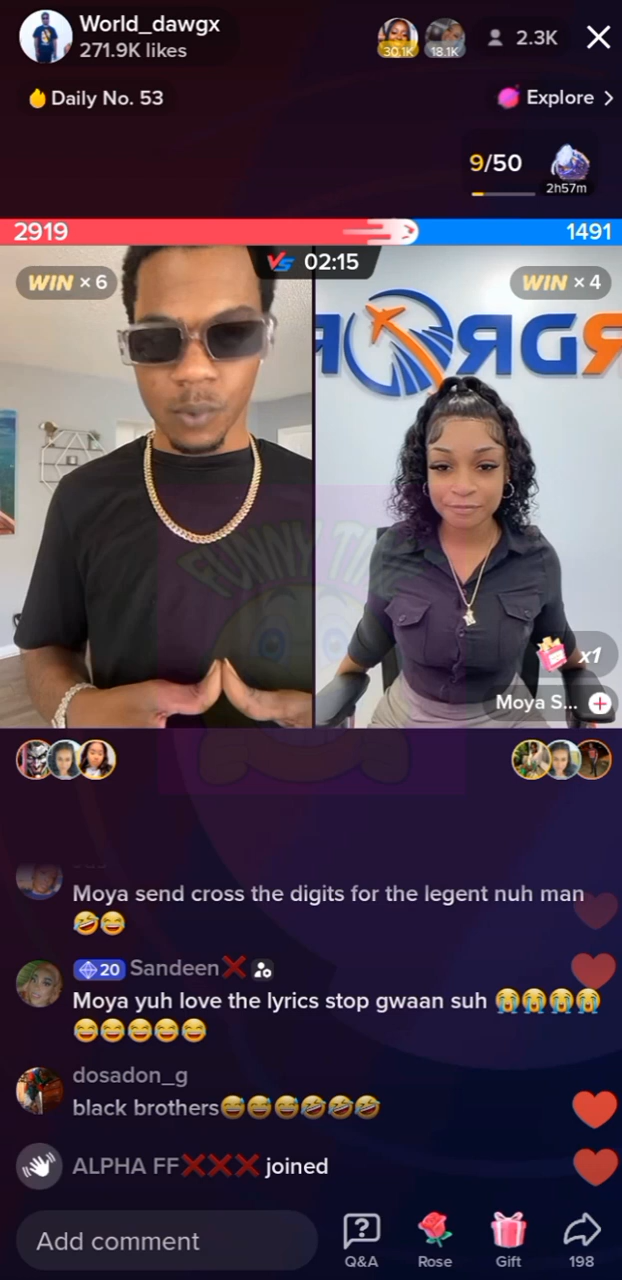 World_dawgx
271.9K likes
30.1K
18.1K
2.3K
Daily No. 53
Explore >
9/50
2h57m
2919
1491
VS 02:15
WIN × 6
WIN × 4
FUNNY
x1
Moya S...
Moya send cross the digits for the legent nuh man
🤣😂
20 Sandeen❌
Moya yuh love the lyrics stop gwaan suh 😭😭😭😭
😂😂😂😂😂
dosadon_g
black brothers😅😅😅🤣🤣🤣
ALPHA FF❌❌❌ joined
Add comment
Q&A
Rose
Gift
198